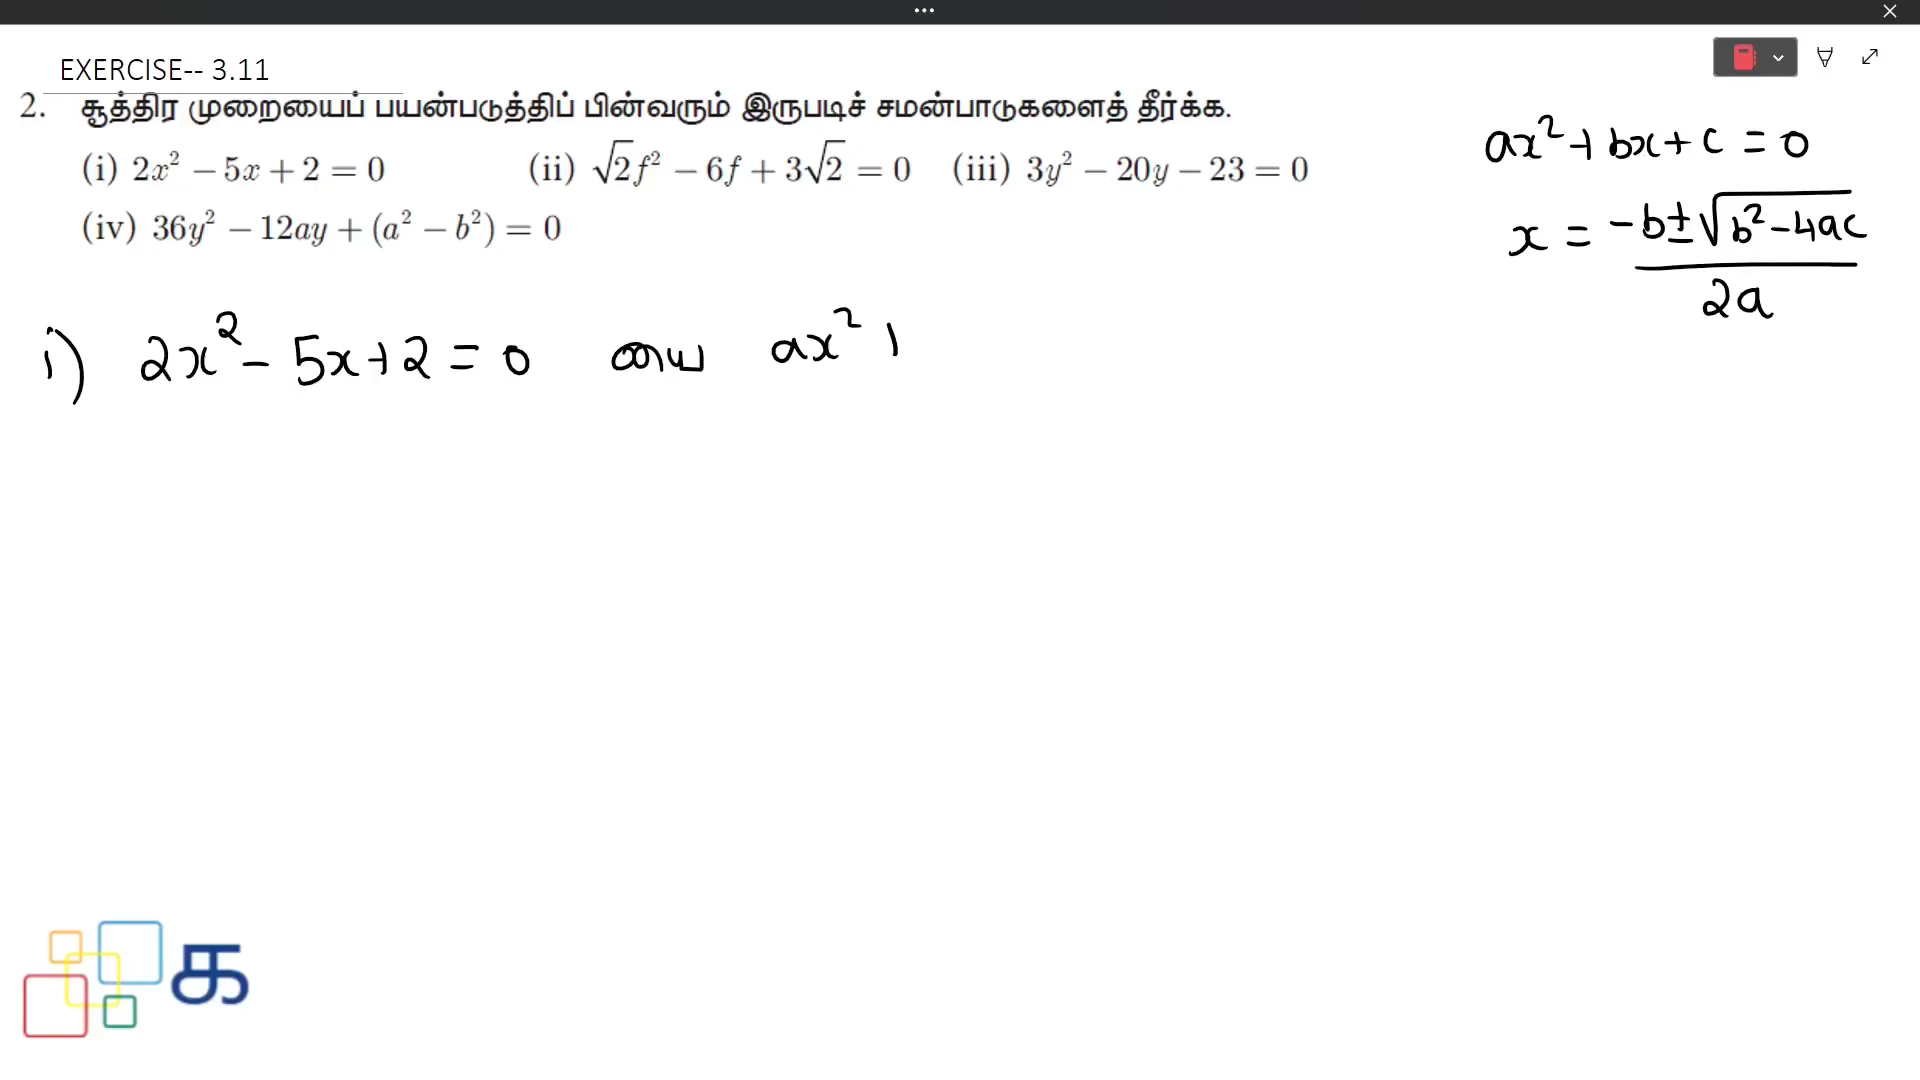 EXERCISE-- 3.11
2. சூத்திர முறையைப் பயன்படுத்திப் பின்வரும் இருபடிச் சமன்பாடுகளைத் தீர்க்க.
(i) 2x² − 5x + 2 = 0 (ii) √2f² − 6f + 3√2 = 0 (iii) 3y² − 20y − 23 = 0
(iv) 36y² − 12ay + (a² − b²) = 0
ax² + bx + c = 0
x = (-b ± √(b² - 4ac)) / 2a
i) 2x² - 5x + 2 = 0 யை ax² +
க